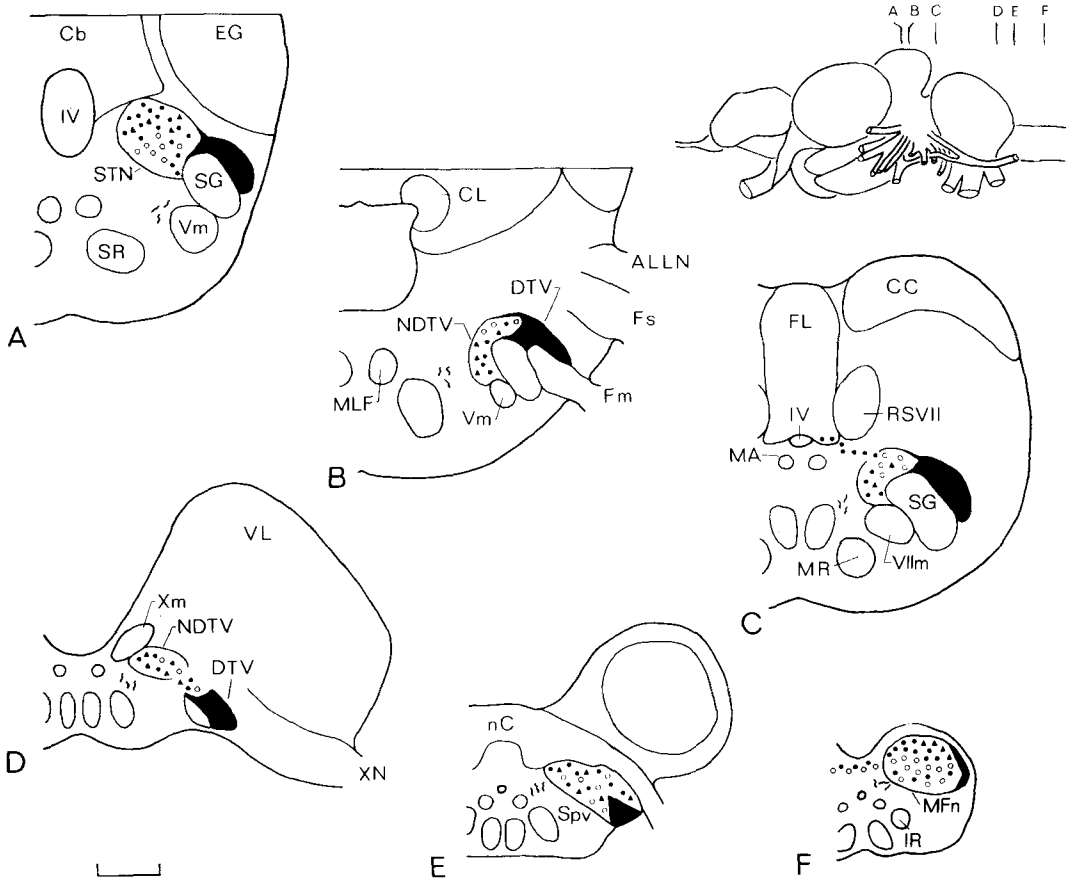 A B C D E F
Cb EG
IV
STN
SG
Vm
SR
A
CL
ALLN
DTV
NDTV
Fs
MLF
Vm
Fm
B
CC
FL
IV
RSVII
MA
SG
MR
VIIm
C
VL
Xm
NDTV
DTV
D
XN
nC
Spv
E
MFn
IR
F